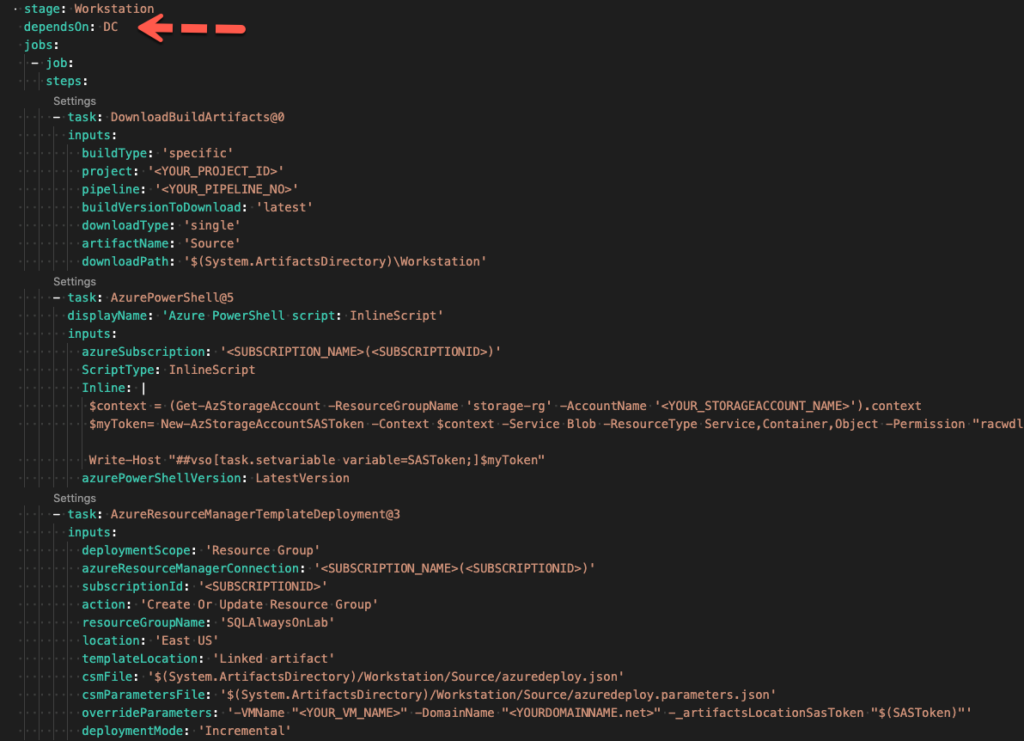 stage: Workstation
dependsOn: DC
jobs:
- job:
steps:
Settings
- task: DownloadBuildArtifacts@0
inputs:
buildType: 'specific'
project: '<YOUR_PROJECT_ID>'
pipeline: '<YOUR_PIPELINE_NO>'
buildVersionToDownload: 'latest'
downloadType: 'single'
artifactName: 'Source'
downloadPath: '$(System.ArtifactsDirectory)\Workstation'
Settings
- task: AzurePowerShell@5
displayName: 'Azure PowerShell script: InlineScript'
inputs:
azureSubscription: '<SUBSCRIPTION_NAME>(<SUBSCRIPTIONID>)'
ScriptType: InlineScript
Inline: |
$context = (Get-AzStorageAccount -ResourceGroupName 'storage-rg' -AccountName '<YOUR_STORAGEACCOUNT_NAME>').context
$myToken= New-AzStorageAccountSASToken -Context $context -Service Blob -ResourceType Service,Container,Object -Permission "racwdl
Write-Host "##vso[task.setvariable variable=SASToken;]$myToken"
azurePowerShellVersion: LatestVersion
Settings
- task: AzureResourceManagerTemplateDeployment@3
inputs:
deploymentScope: 'Resource Group'
azureResourceManagerConnection: '<SUBSCRIPTION_NAME>(<SUBSCRIPTIONID>)'
subscriptionId: '<SUBSCRIPTIONID>'
action: 'Create Or Update Resource Group'
resourceGroupName: 'SQLAlwaysOnLab'
location: 'East US'
templateLocation: 'Linked artifact'
csmFile: '$(System.ArtifactsDirectory)/Workstation/Source/azuredeploy.json'
csmParametersFile: '$(System.ArtifactsDirectory)/Workstation/Source/azuredeploy.parameters.json'
overrideParameters: '-VMName "<YOUR_VM_NAME>" -DomainName "<YOURDOMAINNAME.net>" -_artifactsLocationSasToken "$(SASToken)"'
deploymentMode: 'Incremental'